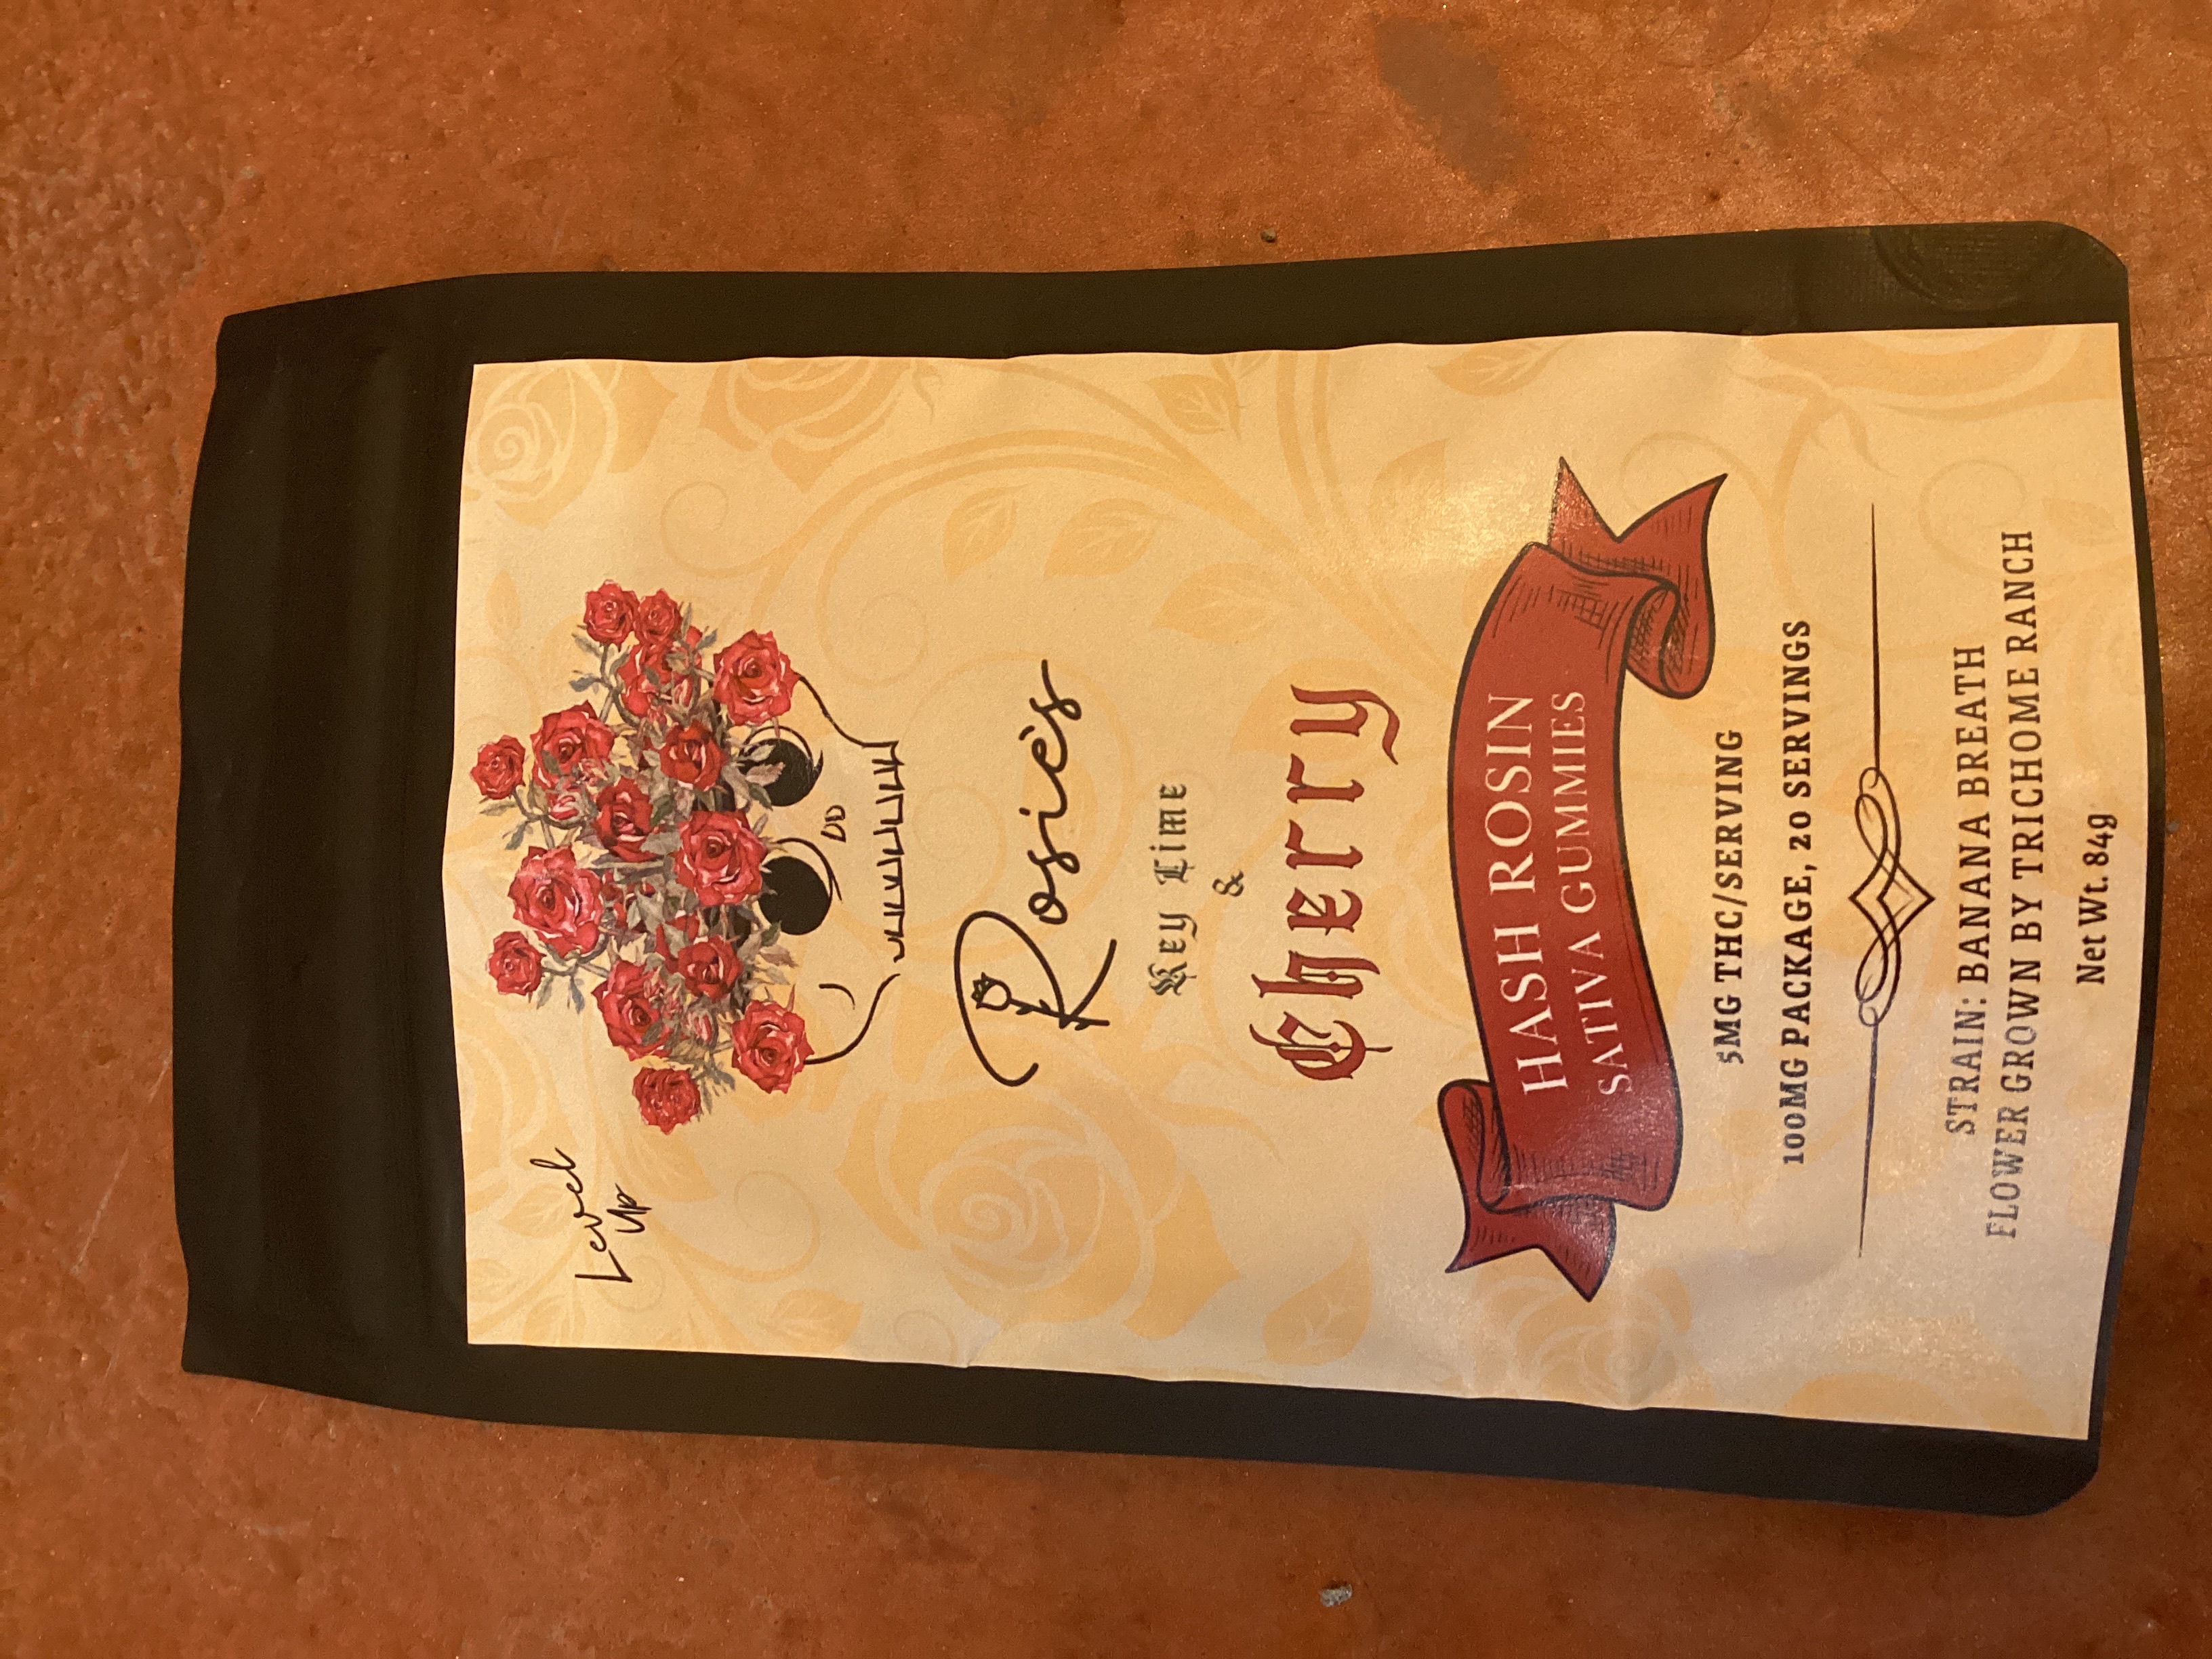 Level
Up
Rosie's
Key Lime
&
Cherry
HASH ROSIN
SATIVA GUMMIES
5MG THC/SERVING
100MG PACKAGE, 20 SERVINGS
STRAIN: BANANA BREATH
FLOWER GROWN BY TRICHOME RANCH
Net Wt. 84g